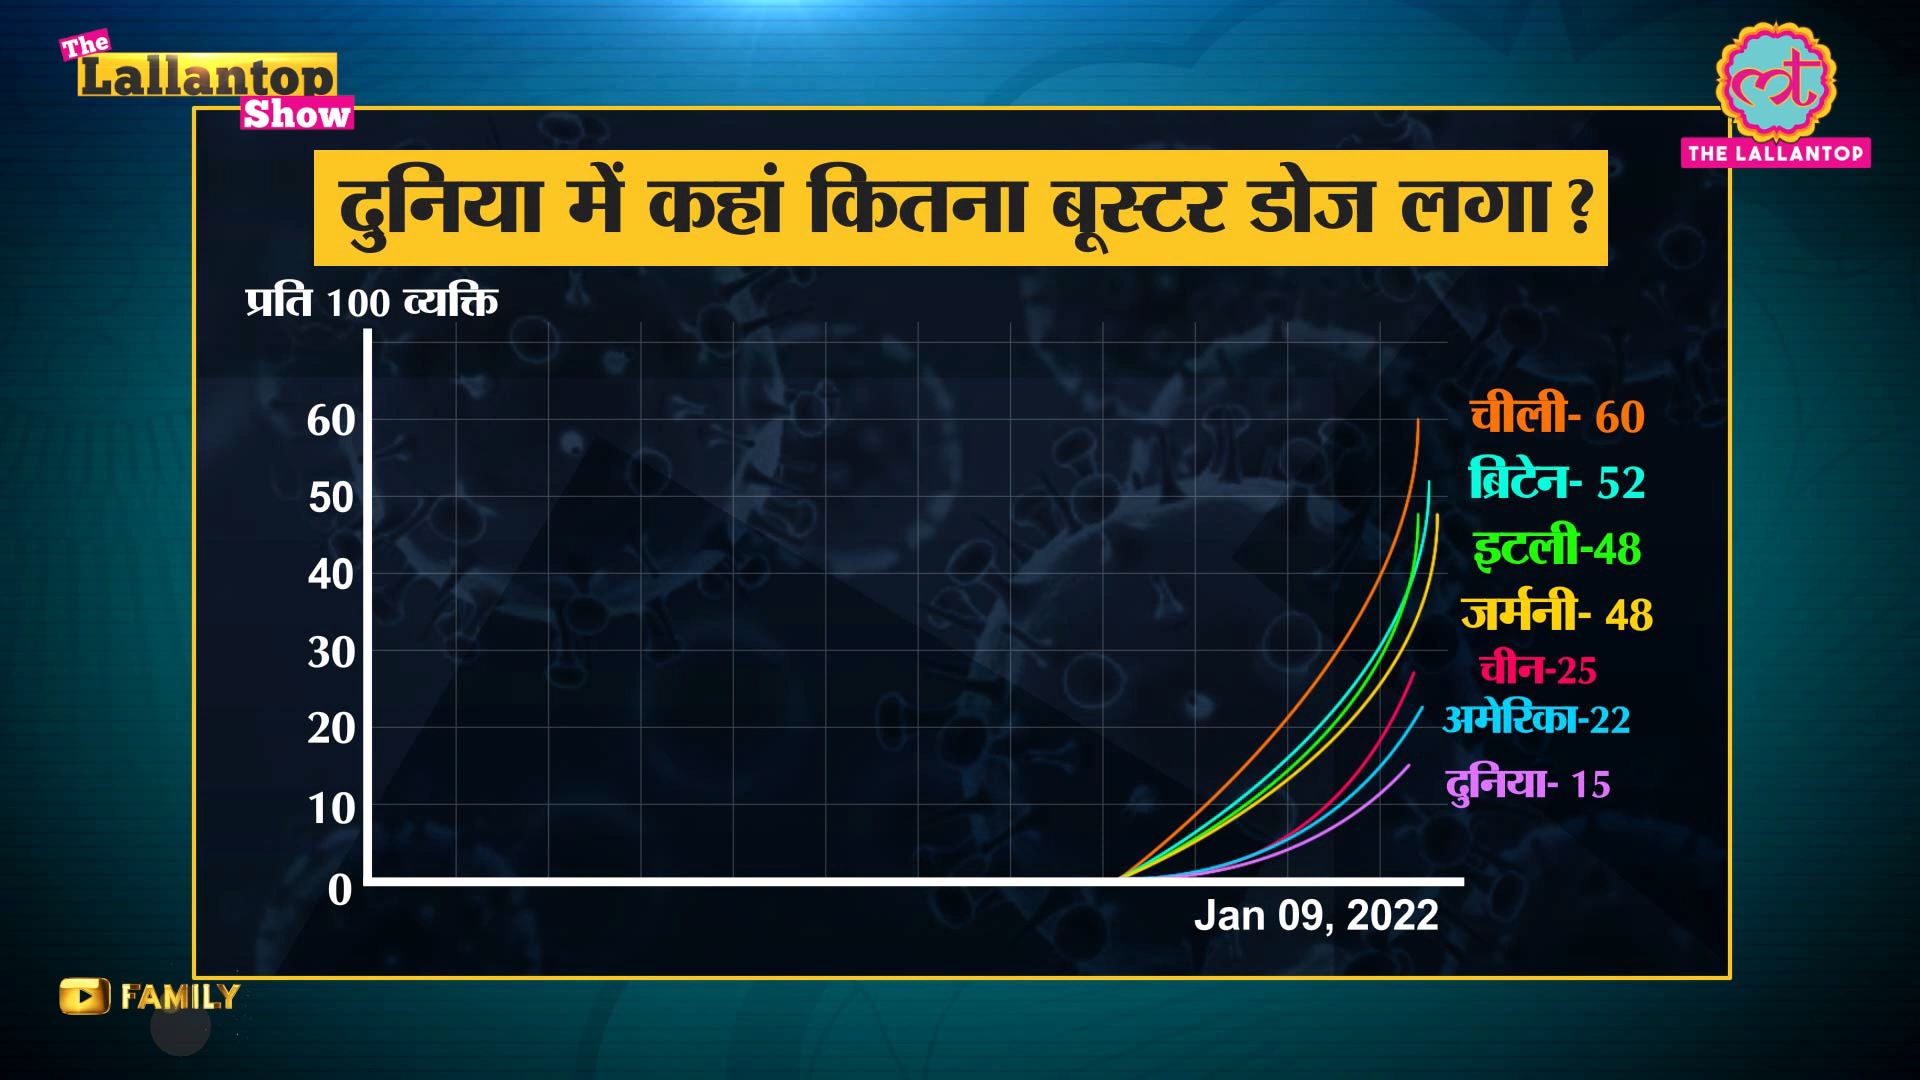 The
Lallantop
Show
THE LALLANTOP
दुनिया में कहां कितना बूस्टर डोज लगा ?
प्रति 100 व्यक्ति
60
50
40
30
20
10
0
चीली- 60
ब्रिटेन- 52
इटली-48
जर्मनी- 48
चीन-25
अमेरिका-22
दुनिया- 15
Jan 09, 2022
FAMILY